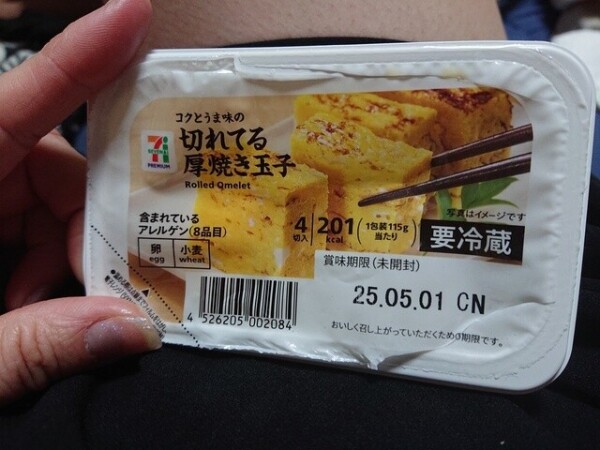 コクとうま味の
切れてる
厚焼き玉子
Rolled Omelet
7
SEVEN
PREMIUM
含まれている
アレルゲン(8品目)
卵
egg
小麦
wheat
4
切入
201
kcal
1包装115g
当たり
写真はイメージです
要冷蔵
賞味期限(未開封)
25.05.01 CN
おいしく召し上がっていただくための期限です。
4 526205 002084